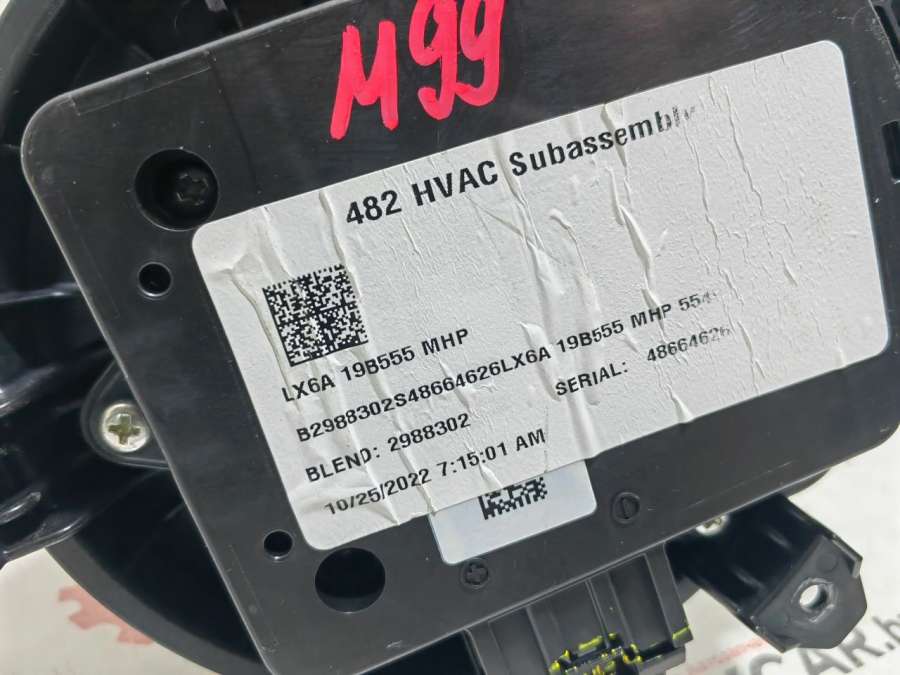 M99
482 HVAC Subassembly
LX6A 19B555 MHP
B2988302S48664626LX6A 19B555 MHP
BLEND: 2988302 SERIAL: 48664626
10/25/2022 7:15:01 AM